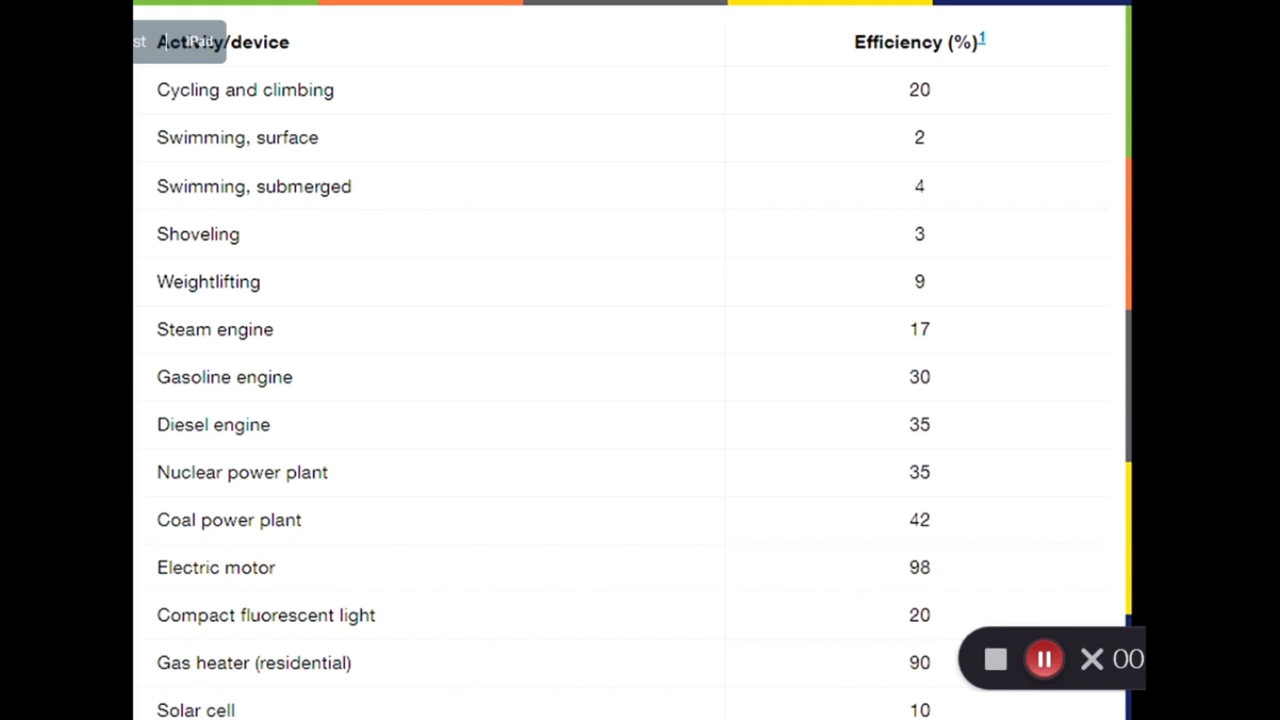 st | iPad
Activity/device Efficiency (%)1
Cycling and climbing 20
Swimming, surface 2
Swimming, submerged 4
Shoveling 3
Weightlifting 9
Steam engine 17
Gasoline engine 30
Diesel engine 35
Nuclear power plant 35
Coal power plant 42
Electric motor 98
Compact fluorescent light 20
Gas heater (residential) 90
00
Solar cell 10